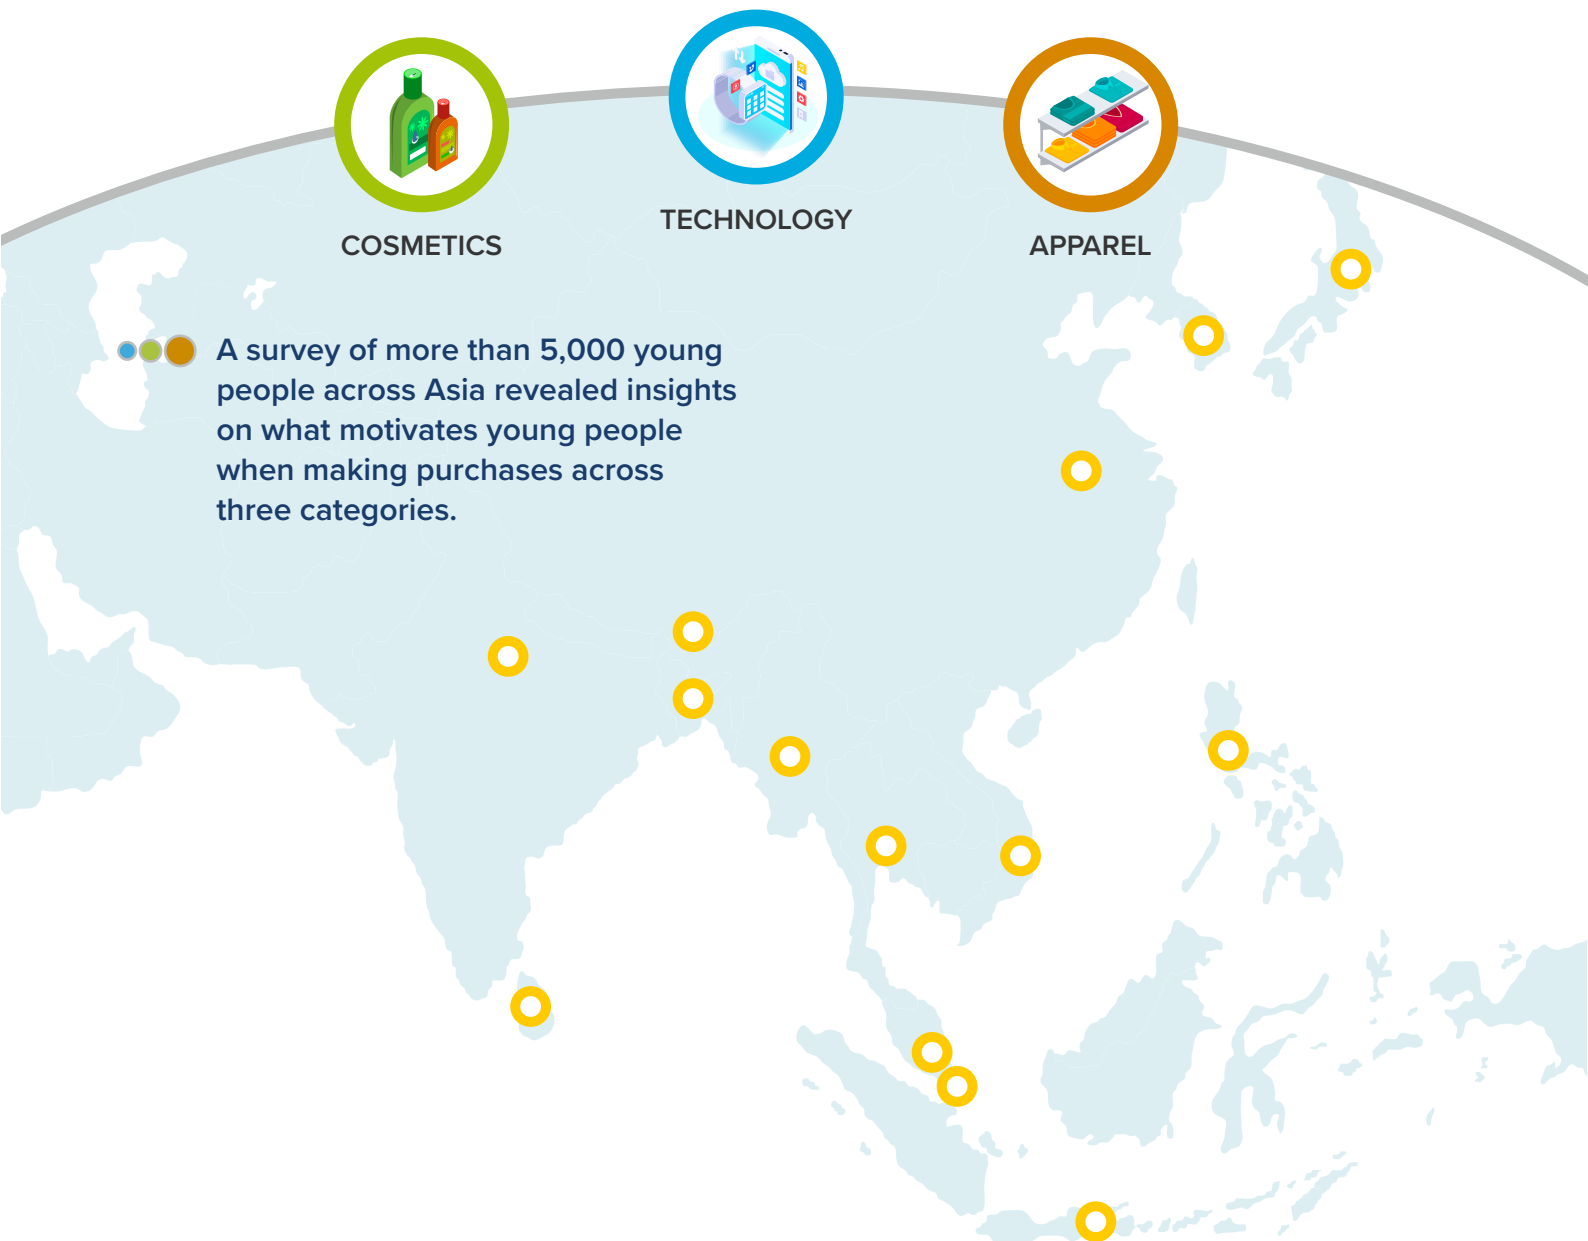 COSMETICS
TECHNOLOGY
APPAREL
A survey of more than 5,000 young
people across Asia revealed insights
on what motivates young people
when making purchases across
three categories.